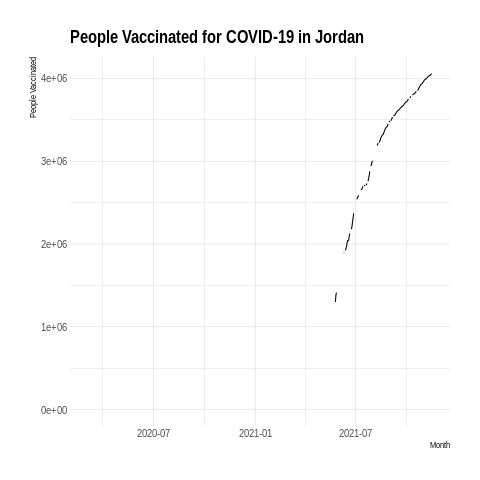 People Vaccinated for COVID-19 in Jordan
People Vaccinated
4e+06
3e+06
2e+06
1e+06
0e+00
2020-07
2021-01
2021-07
Month